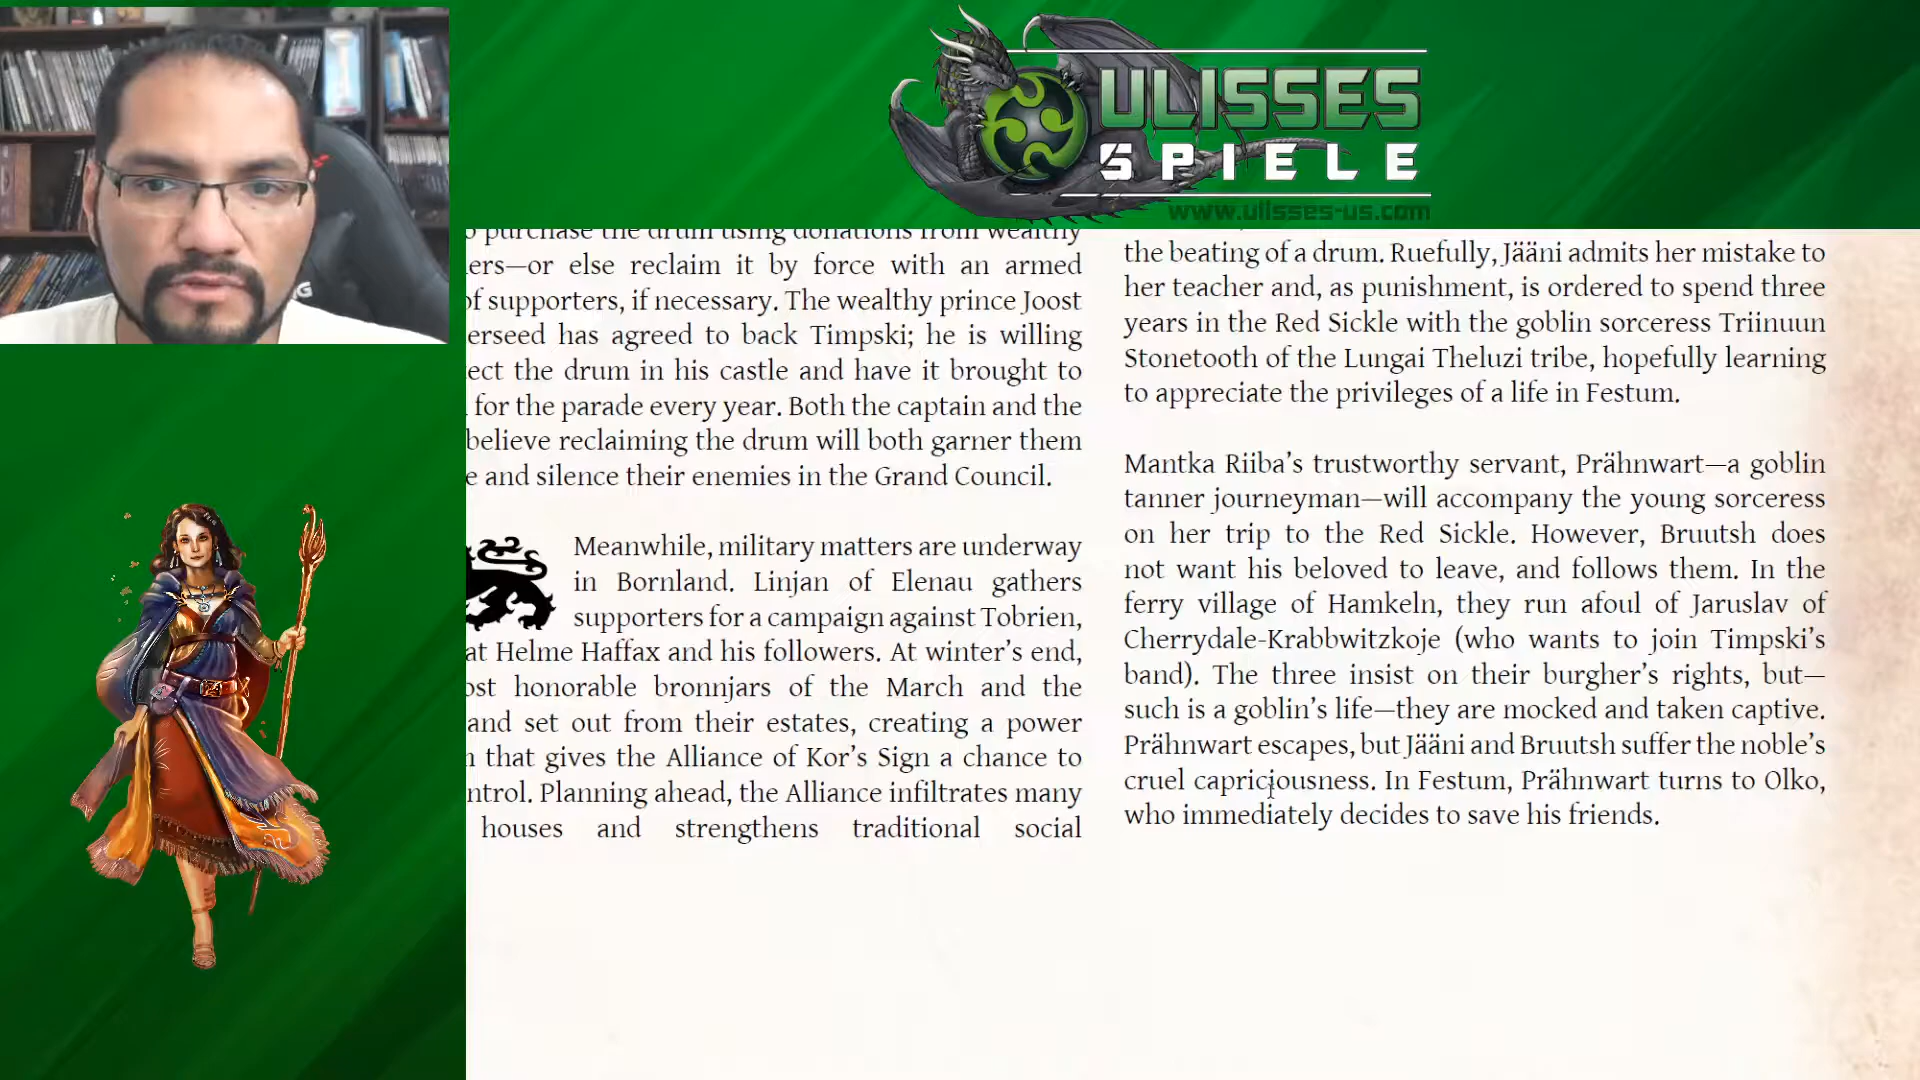 ULISSES
SPIELE
www.ulisses-us.com
purchase the drum using donations from wealthy
ers—or else reclaim it by force with an armed
of supporters, if necessary. The wealthy prince Joost
erseed has agreed to back Timpski; he is willing
ect the drum in his castle and have it brought to
for the parade every year. Both the captain and the
believe reclaiming the drum will both garner them
e and silence their enemies in the Grand Council.
Meanwhile, military matters are underway
in Bornland. Linjan of Elenau gathers
supporters for a campaign against Tobrien,
at Helme Haffax and his followers. At winter's end,
ost honorable bronnjars of the March and the
and set out from their estates, creating a power
that gives the Alliance of Kor's Sign a chance to
ntrol. Planning ahead, the Alliance infiltrates many
houses and strengthens traditional social
the beating of a drum. Ruefully, Jääni admits her mistake to
her teacher and, as punishment, is ordered to spend three
years in the Red Sickle with the goblin sorceress Triinuun
Stonetooth of the Lungai Theluzi tribe, hopefully learning
to appreciate the privileges of a life in Festum.
Mantka Riiba's trustworthy servant, Prähnwart—a goblin
tanner journeyman—will accompany the young sorceress
on her trip to the Red Sickle. However, Bruutsh does
not want his beloved to leave, and follows them. In the
ferry village of Hamkeln, they run afoul of Jaruslav of
Cherrydale-Krabbwitzkoje (who wants to join Timpski's
band). The three insist on their burgher's rights, but—
such is a goblin's life—they are mocked and taken captive.
Prähnwart escapes, but Jääni and Bruutsh suffer the noble's
cruel capriciousness. In Festum, Prähnwart turns to Olko,
who immediately decides to save his friends.